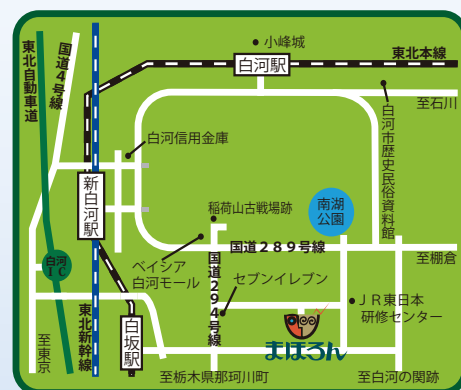 小峰城
白河駅
東北本線
東北自動車道
国道4号線
至石川
白河信用金庫
白河市歴史民俗資料館
新白河駅
稲荷山古戦場跡
南湖
公園
国道289号線
ベイシア
白河モール
国道294号線
セブンイレブン
至棚倉
白河
IC
東北新幹線
JR東日本
研修センター
白坂駅
まほろん
至東京
至栃木県那珂川町
至白河の関跡